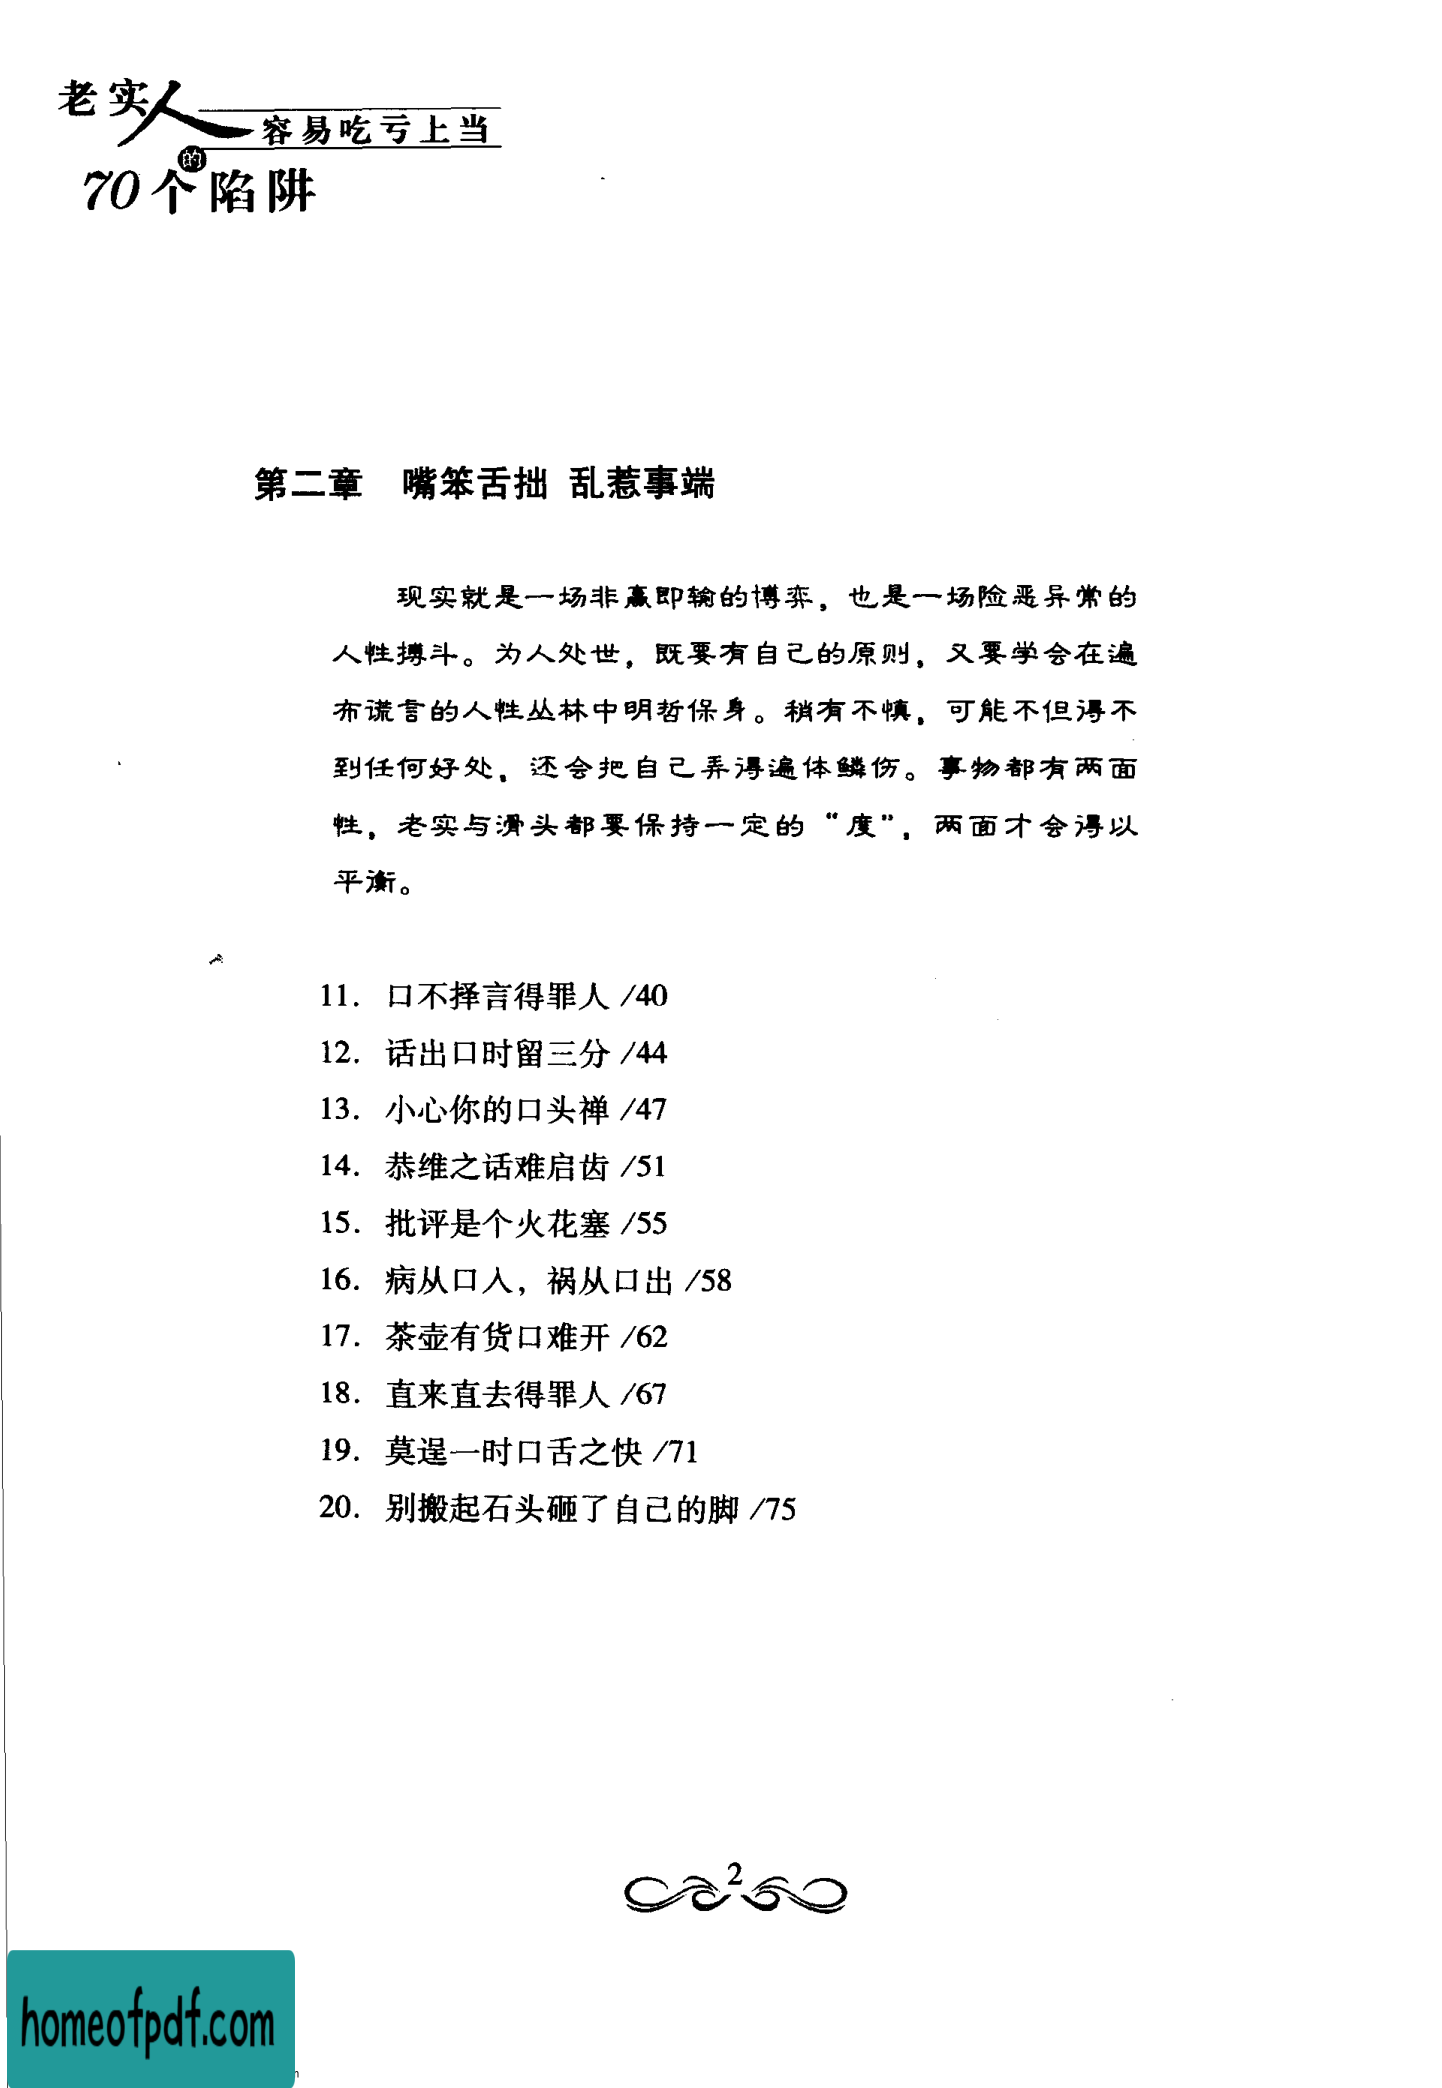 老实人
容易吃亏上当
的
70个陷阱
第二章 嘴笨舌拙 乱惹事端
现实就是一场非赢即输的博弈，也是一场险恶异常的
人性搏斗。为人处世，既要有自己的原则，又要学会在遍
布谎言的人性丛林中明哲保身。稍有不慎，可能不但得不
到任何好处，还会把自己弄得遍体鳞伤。事物都有两面
性，老实与滑头都要保持一定的“度”，两面才会得以
平衡。
11. 口不择言得罪人 /40
12. 话出口时留三分 /44
13. 小心你的口头禅 /47
14. 恭维之话难启齿 /51
15. 批评是个火花塞 /55
16. 病从口入，祸从口出 /58
17. 茶壶有货口难开 /62
18. 直来直去得罪人 /67
19. 莫逞一时口舌之快 /71
20. 别搬起石头砸了自己的脚 /75
2
homeofpdf.com